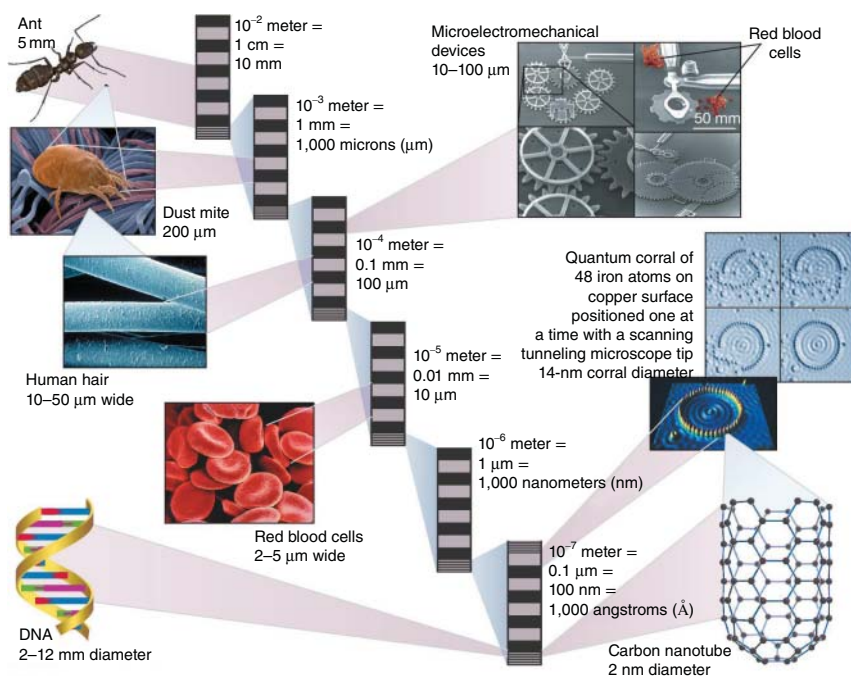 Ant
5 mm
10⁻² meter =
1 cm =
10 mm
Microelectromechanical
devices
10–100 μm
Red blood
cells
50 mm
10⁻³ meter =
1 mm =
1,000 microns (μm)
Dust mite
200 μm
10⁻⁴ meter =
0.1 mm =
100 μm
Quantum corral of
48 iron atoms on
copper surface
positioned one at
a time with a scanning
tunneling microscope tip
14-nm corral diameter
Human hair
10–50 μm wide
10⁻⁵ meter =
0.01 mm =
10 μm
10⁻⁶ meter =
1 μm =
1,000 nanometers (nm)
Red blood cells
2–5 μm wide
10⁻⁷ meter =
0.1 μm =
100 nm =
1,000 angstroms (Å)
DNA
2–12 mm diameter
Carbon nanotube
2 nm diameter